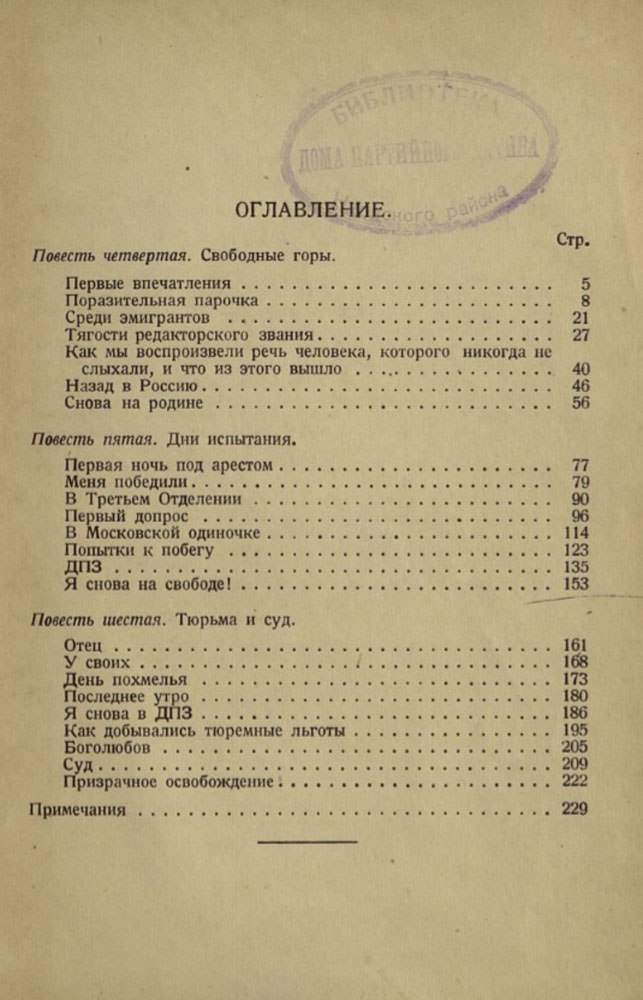 БИБЛИОТЕКА
ДОМА ПАРТИЙНО
района
ОГЛАВЛЕНИЕ.
Стр.
Повесть четвертая. Свободные горы.
Первые впечатления . . . . . . . . . . . . . . . . . . . . 5
Поразительная парочка . . . . . . . . . . . . . . . . . . 8
Среди эмигрантов . . . . . . . . . . . . . . . . . . . . 21
Тягости редакторского звания . . . . . . . . . . . . . . 27
Как мы воспроизвели речь человека, которого никогда не
слыхали, и что из этого вышло . . . . . . . . . . . . 40
Назад в Россию . . . . . . . . . . . . . . . . . . . . . 46
Снова на родине . . . . . . . . . . . . . . . . . . . . 56
Повесть пятая. Дни испытания.
Первая ночь под арестом . . . . . . . . . . . . . . . . 77
Меня победили . . . . . . . . . . . . . . . . . . . . . 79
В Третьем Отделении . . . . . . . . . . . . . . . . . . 90
Первый допрос . . . . . . . . . . . . . . . . . . . . . 96
В Московской одиночке . . . . . . . . . . . . . . . . . 114
Попытки к побегу . . . . . . . . . . . . . . . . . . . 123
ДПЗ . . . . . . . . . . . . . . . . . . . . . . . . . . 135
Я снова на свободе! . . . . . . . . . . . . . . . . . . 153
Повесть шестая. Тюрьма и суд.
Отец . . . . . . . . . . . . . . . . . . . . . . . . . 161
У своих . . . . . . . . . . . . . . . . . . . . . . . . 168
День похмелья . . . . . . . . . . . . . . . . . . . . . 173
Последнее утро . . . . . . . . . . . . . . . . . . . . 180
Я снова в ДПЗ . . . . . . . . . . . . . . . . . . . . . 186
Как добывались тюремные льготы . . . . . . . . . . . . 195
Боголюбов . . . . . . . . . . . . . . . . . . . . . . . 205
Суд . . . . . . . . . . . . . . . . . . . . . . . . . . 209
Призрачное освобождение . . . . . . . . . . . . . . . . 222
Примечания . . . . . . . . . . . . . . . . . . . . . . 229